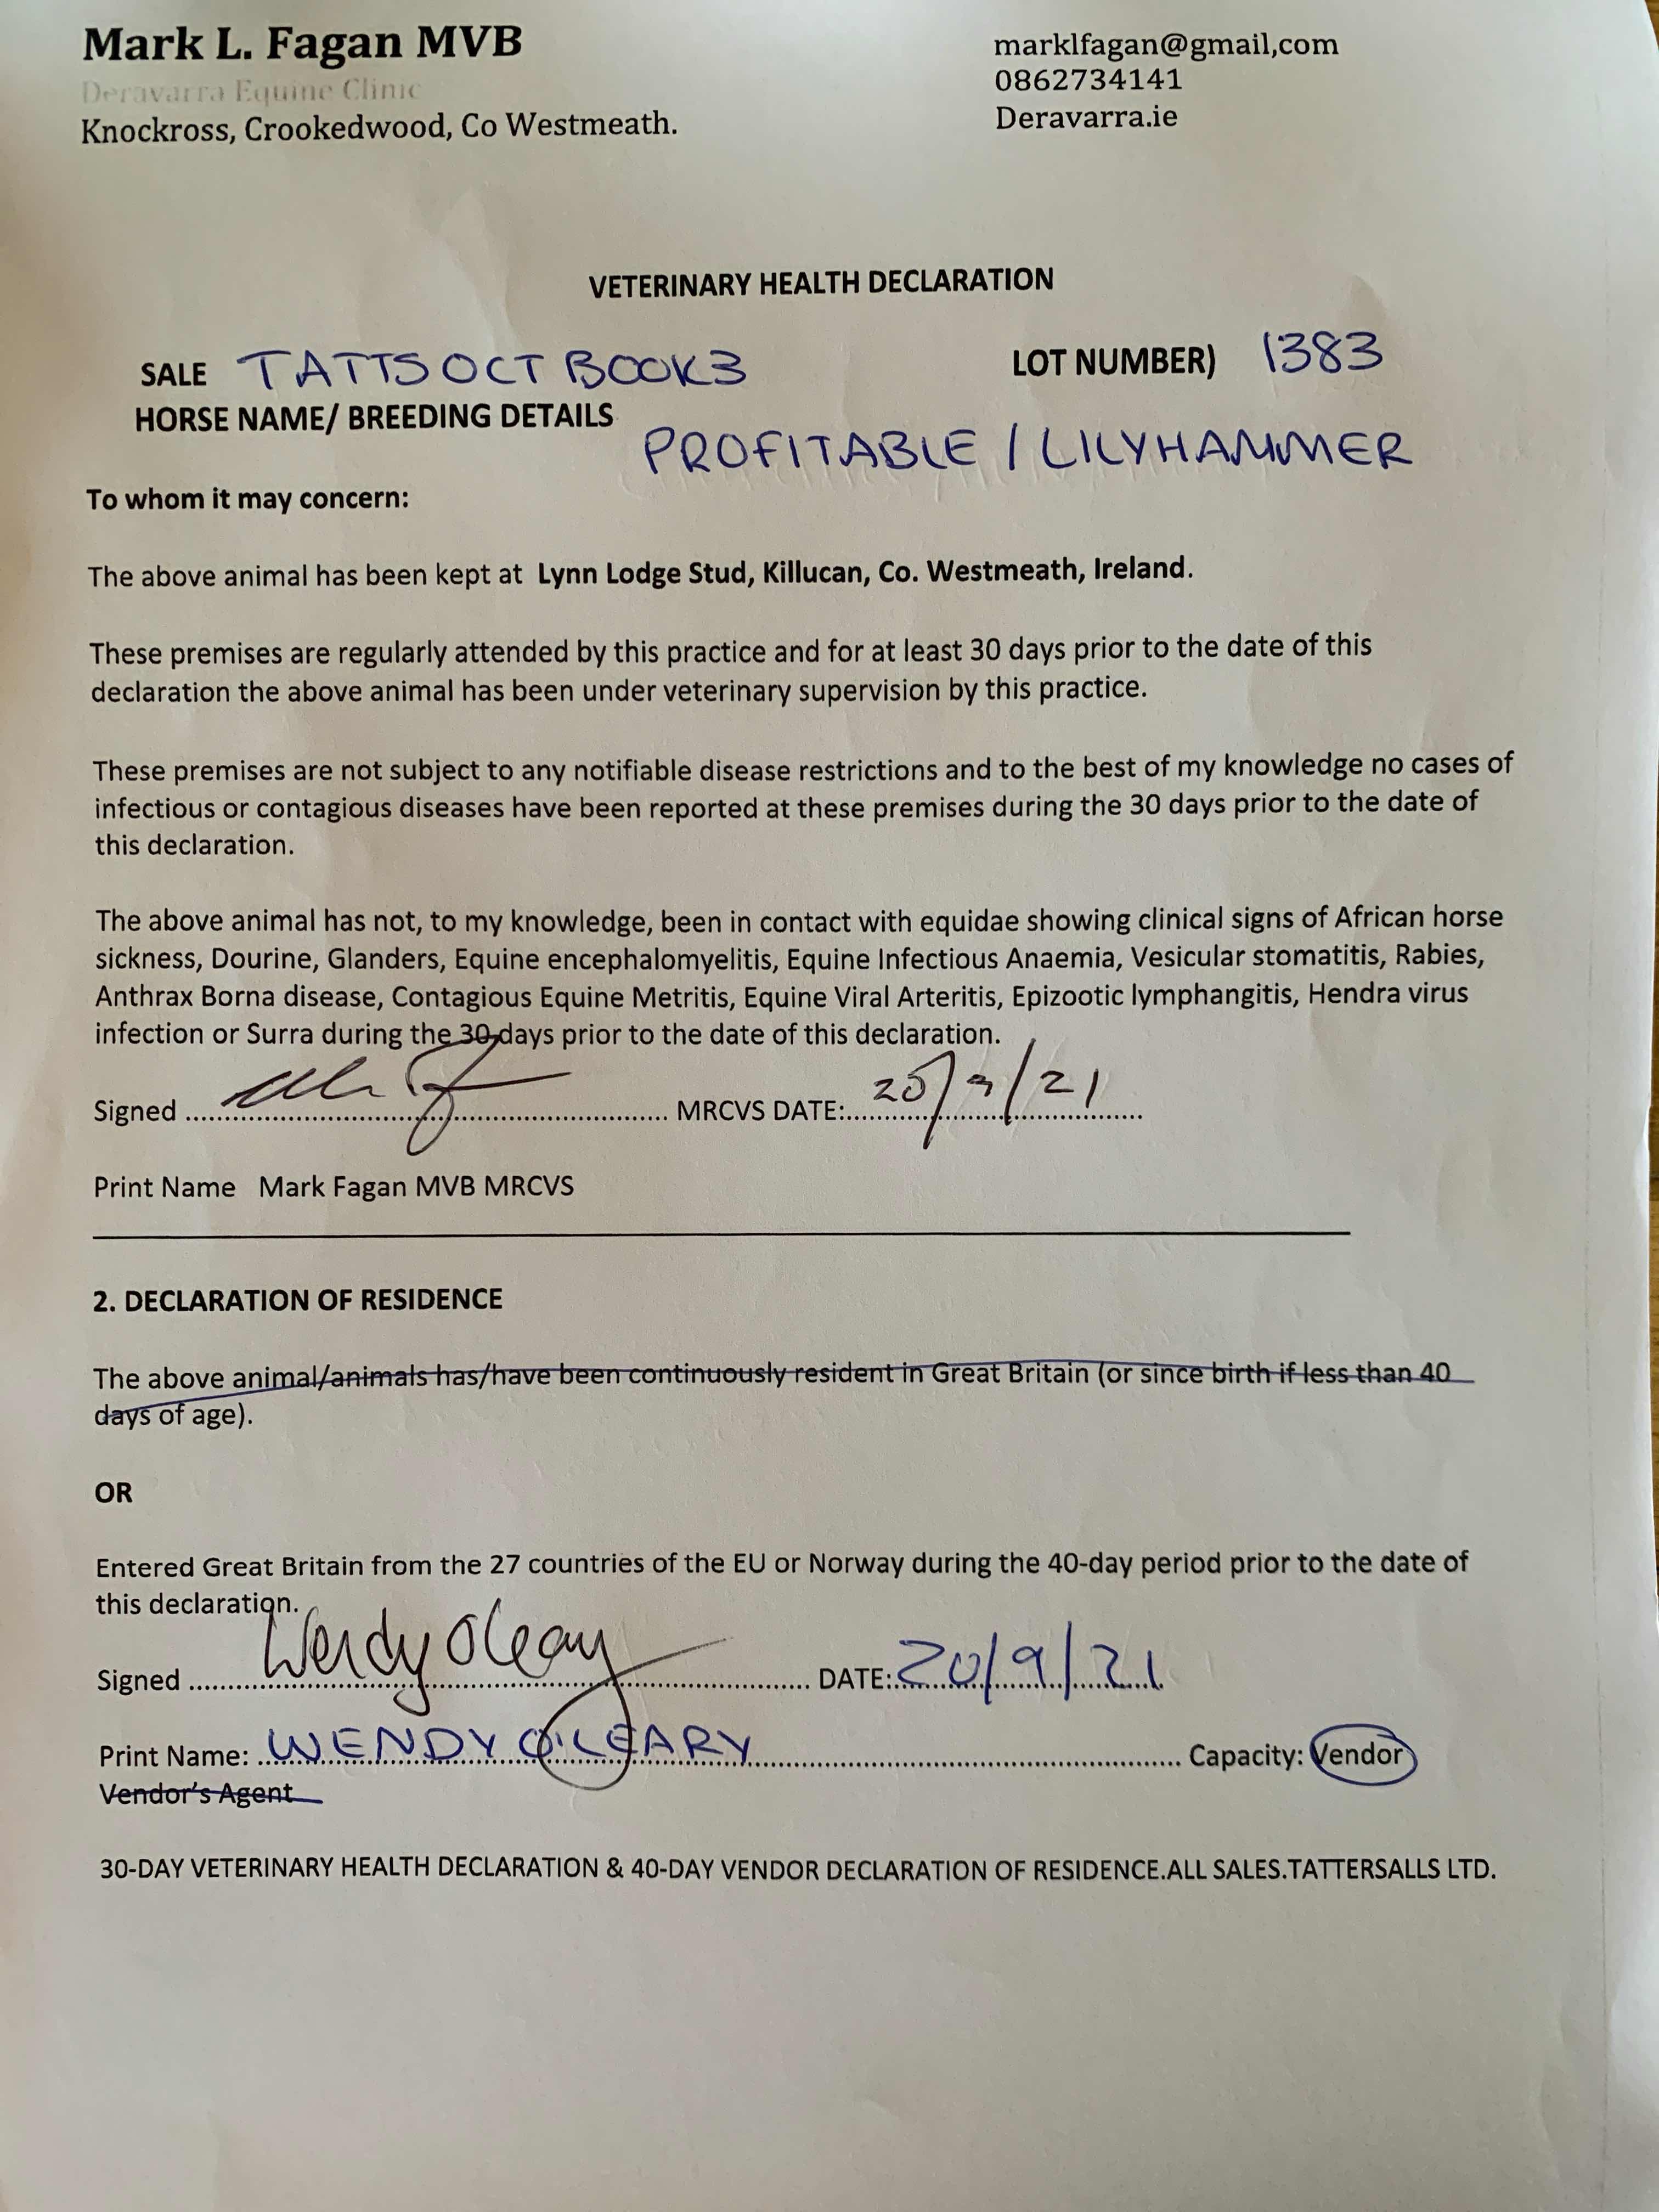 Mark L. Fagan MVB
Deravarra Equine Clinic
Knockross, Crookedwood, Co Westmeath.
marklfagan@gmail,com
0862734141
Deravarra.ie
VETERINARY HEALTH DECLARATION
SALE TATTS OCT BOOK3 LOT NUMBER) 1383
HORSE NAME/ BREEDING DETAILS
PROFITABLE / LILYHAMMER
To whom it may concern:
The above animal has been kept at Lynn Lodge Stud, Killucan, Co. Westmeath, Ireland.
These premises are regularly attended by this practice and for at least 30 days prior to the date of this
declaration the above animal has been under veterinary supervision by this practice.
These premises are not subject to any notifiable disease restrictions and to the best of my knowledge no cases of
infectious or contagious diseases have been reported at these premises during the 30 days prior to the date of
this declaration.
The above animal has not, to my knowledge, been in contact with equidae showing clinical signs of African horse
sickness, Dourine, Glanders, Equine encephalomyelitis, Equine Infectious Anaemia, Vesicular stomatitis, Rabies,
Anthrax Borna disease, Contagious Equine Metritis, Equine Viral Arteritis, Epizootic lymphangitis, Hendra virus
infection or Surra during the 30 days prior to the date of this declaration.
Signed .......... MRCVS DATE:.......... 20/9/21
Print Name Mark Fagan MVB MRCVS
2. DECLARATION OF RESIDENCE
The above animal/animals has/have been continuously resident in Great Britain (or since birth if less than 40
days of age).
OR
Entered Great Britain from the 27 countries of the EU or Norway during the 40-day period prior to the date of
this declaration.
Signed .......... Wendy O'Leary .......... DATE:.......... 20/9/21
Print Name: .......... WENDY O'LEARY .......... Capacity: Vendor
Vendor's Agent
30-DAY VETERINARY HEALTH DECLARATION & 40-DAY VENDOR DECLARATION OF RESIDENCE.ALL SALES.TATTERSALLS LTD.